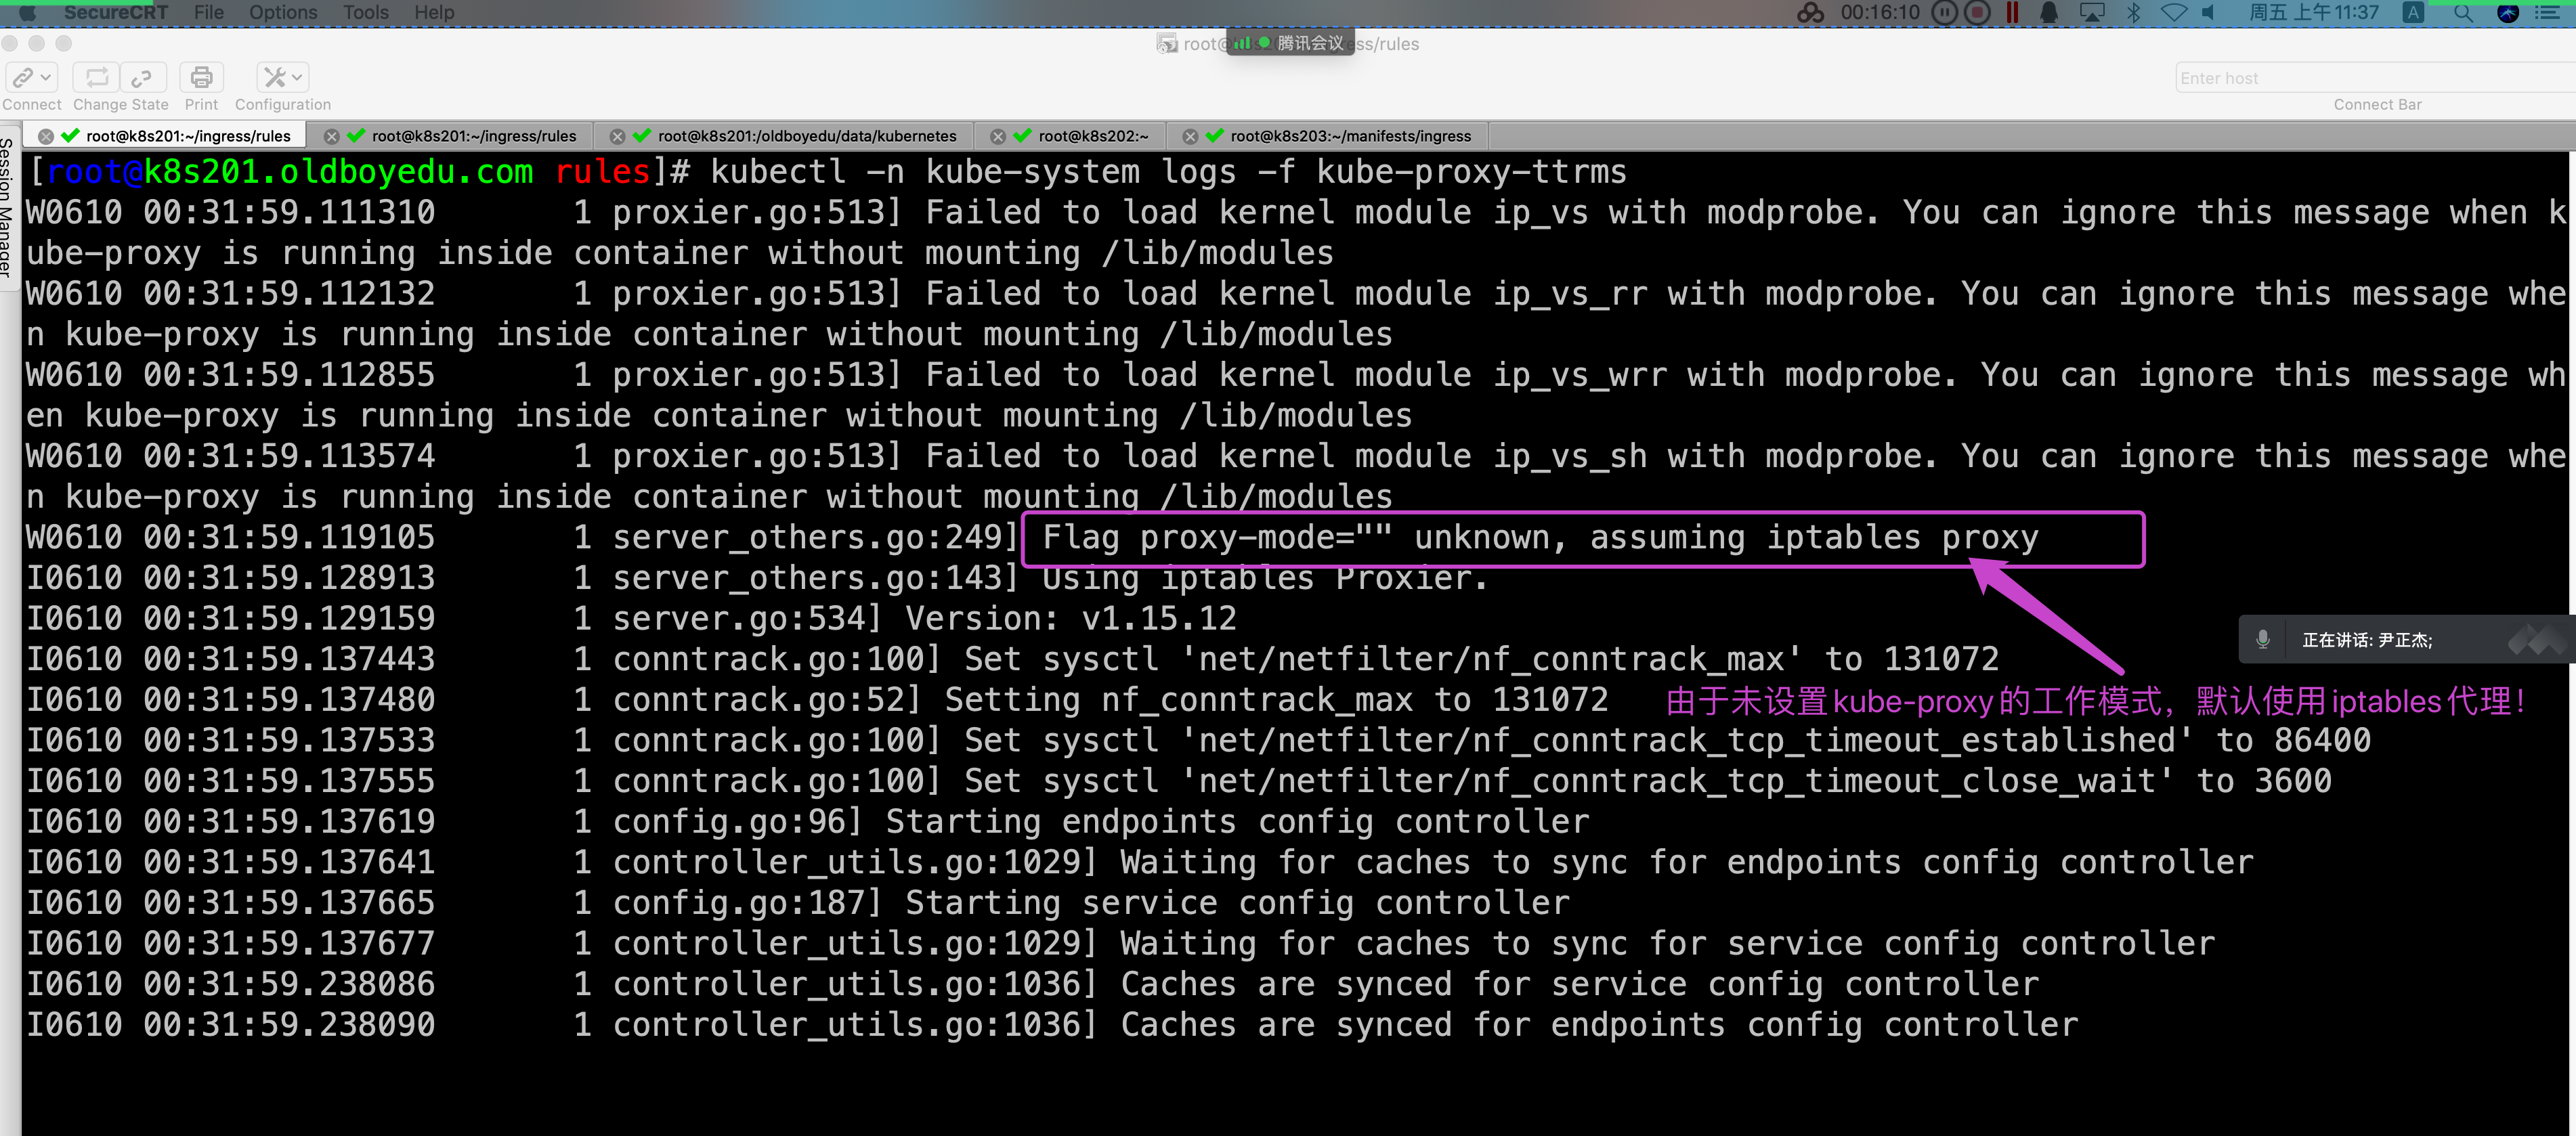 SecureCRT File Options Tools Help 00:16:10 周五 上午11:37 A
腾讯会议
Enter host
Connect Change State Print Configuration Connect Bar
Session Manager
root@k8s201:~/ingress/rules root@k8s201:~/ingress/rules root@k8s201:/oldboyedu/data/kubernetes root@k8s202:~ root@k8s203:~/manifests/ingress
[root@k8s201.oldboyedu.com rules]# kubectl -n kube-system logs -f kube-proxy-ttrms
W0610 00:31:59.111310 1 proxier.go:513] Failed to load kernel module ip_vs with modprobe. You can ignore this message when k
ube-proxy is running inside container without mounting /lib/modules
W0610 00:31:59.112132 1 proxier.go:513] Failed to load kernel module ip_vs_rr with modprobe. You can ignore this message whe
n kube-proxy is running inside container without mounting /lib/modules
W0610 00:31:59.112855 1 proxier.go:513] Failed to load kernel module ip_vs_wrr with modprobe. You can ignore this message wh
en kube-proxy is running inside container without mounting /lib/modules
W0610 00:31:59.113574 1 proxier.go:513] Failed to load kernel module ip_vs_sh with modprobe. You can ignore this message whe
n kube-proxy is running inside container without mounting /lib/modules
W0610 00:31:59.119105 1 server_others.go:249] Flag proxy-mode="" unknown, assuming iptables proxy
I0610 00:31:59.128913 1 server_others.go:143] Using iptables Proxier.
I0610 00:31:59.129159 1 server.go:534] Version: v1.15.12
正在讲话: 尹正杰;
I0610 00:31:59.137443 1 conntrack.go:100] Set sysctl 'net/netfilter/nf_conntrack_max' to 131072
I0610 00:31:59.137480 1 conntrack.go:52] Setting nf_conntrack_max to 131072
由于未设置kube-proxy的工作模式，默认使用iptables代理！
I0610 00:31:59.137533 1 conntrack.go:100] Set sysctl 'net/netfilter/nf_conntrack_tcp_timeout_established' to 86400
I0610 00:31:59.137555 1 conntrack.go:100] Set sysctl 'net/netfilter/nf_conntrack_tcp_timeout_close_wait' to 3600
I0610 00:31:59.137619 1 config.go:96] Starting endpoints config controller
I0610 00:31:59.137641 1 controller_utils.go:1029] Waiting for caches to sync for endpoints config controller
I0610 00:31:59.137665 1 config.go:187] Starting service config controller
I0610 00:31:59.137677 1 controller_utils.go:1029] Waiting for caches to sync for service config controller
I0610 00:31:59.238086 1 controller_utils.go:1036] Caches are synced for service config controller
I0610 00:31:59.238090 1 controller_utils.go:1036] Caches are synced for endpoints config controller